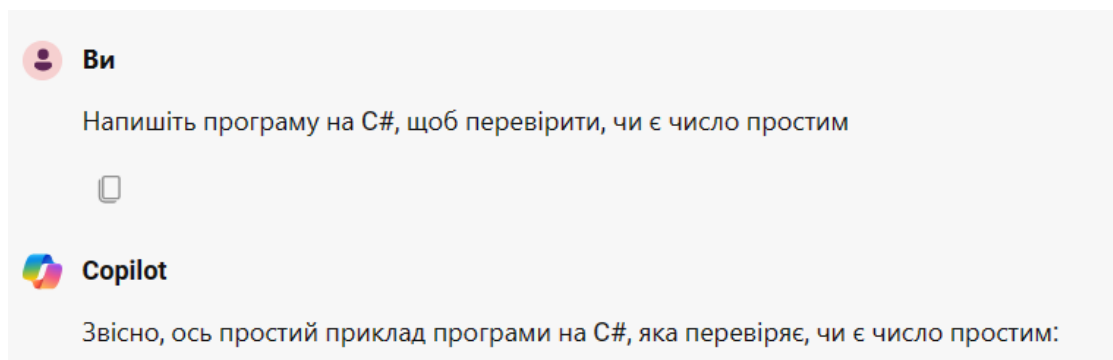 Ви
Напишіть програму на C#, щоб перевірити, чи є число простим
Copilot
Звісно, ось простий приклад програми на C#, яка перевіряє, чи є число простим: